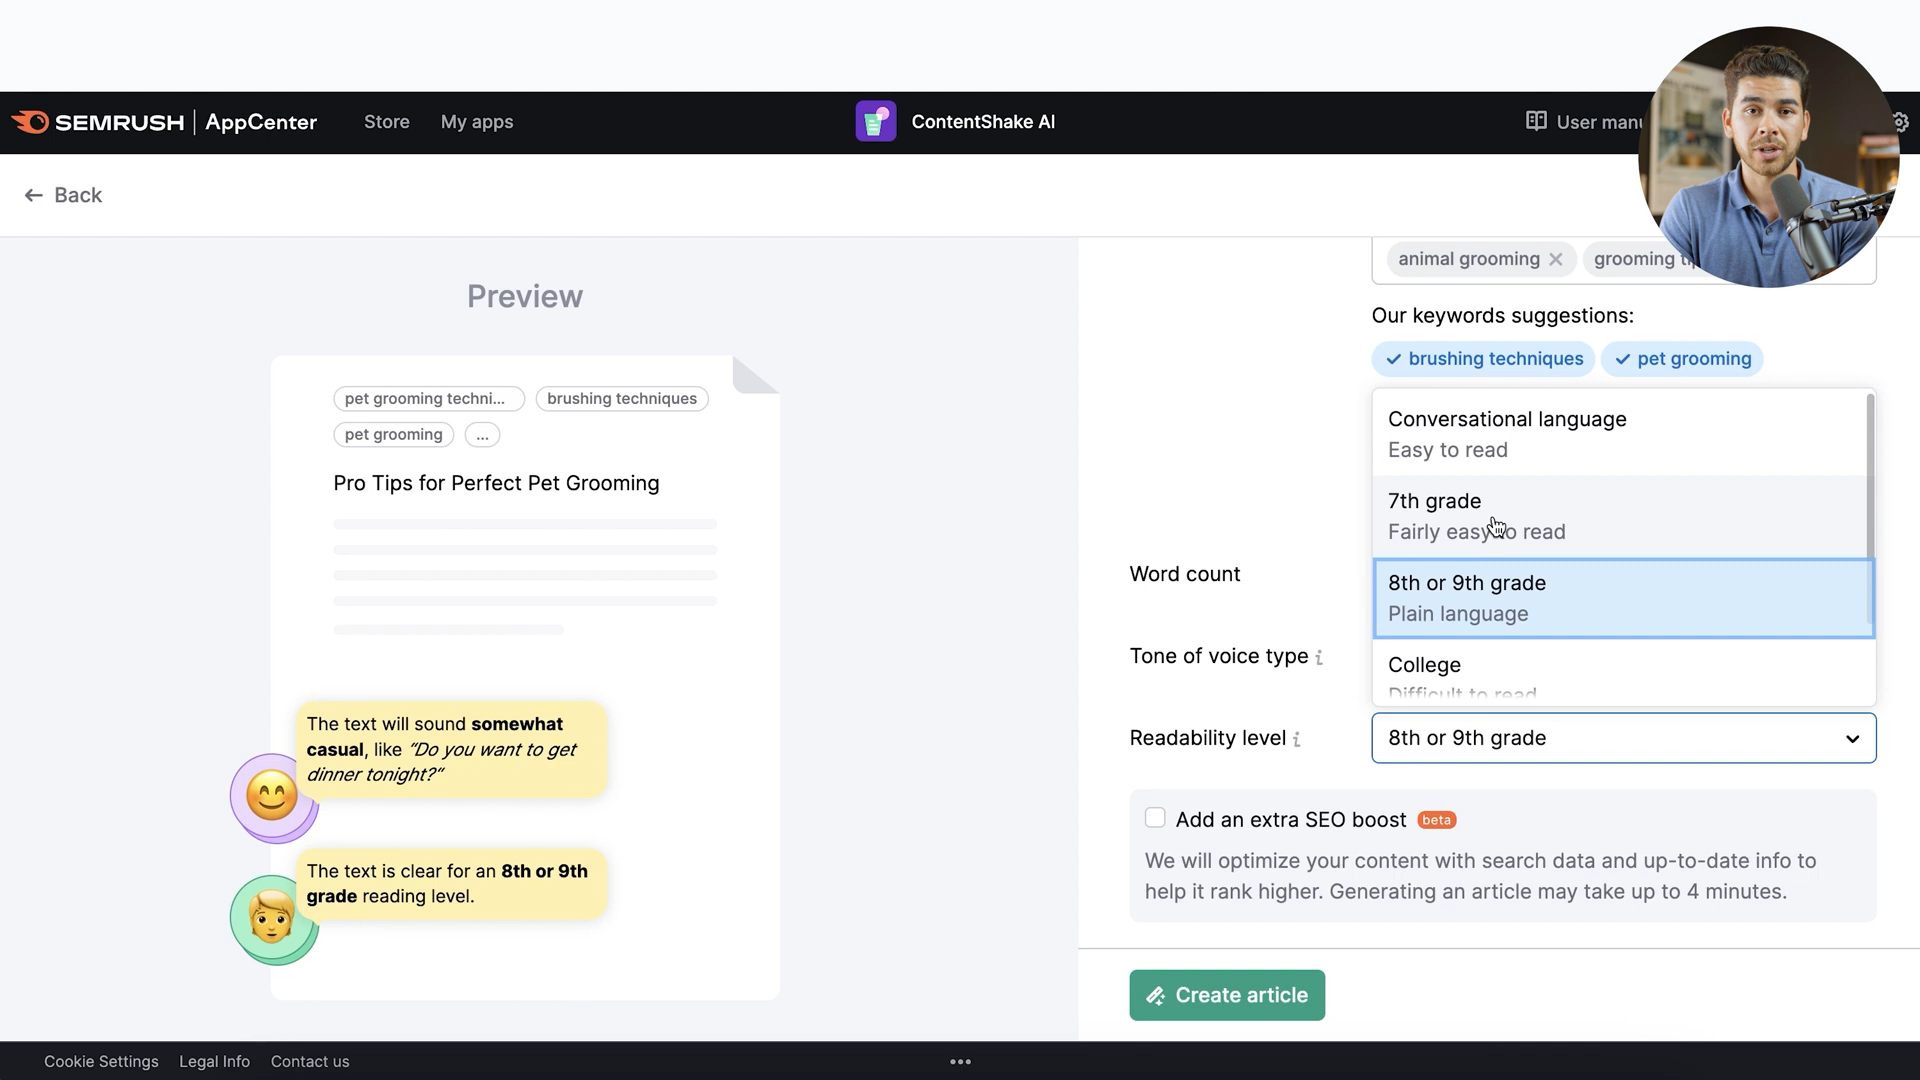 SEMRUSH AppCenter Store My apps ContentShake AI User manu
Back
animal grooming grooming
Preview
Our keywords suggestions:
brushing techniques pet grooming
pet grooming techni... brushing techniques
pet grooming ...
Pro Tips for Perfect Pet Grooming
Conversational language
Easy to read
7th grade
Fairly easy to read
8th or 9th grade
Plain language
College
Difficult to read
Word count
Tone of voice type
Readability level 8th or 9th grade
The text will sound somewhat
casual, like “Do you want to get
dinner tonight?“
The text is clear for an 8th or 9th
grade reading level.
Add an extra SEO boost beta
We will optimize your content with search data and up-to-date info to
help it rank higher. Generating an article may take up to 4 minutes.
Create article
Cookie Settings Legal Info Contact us